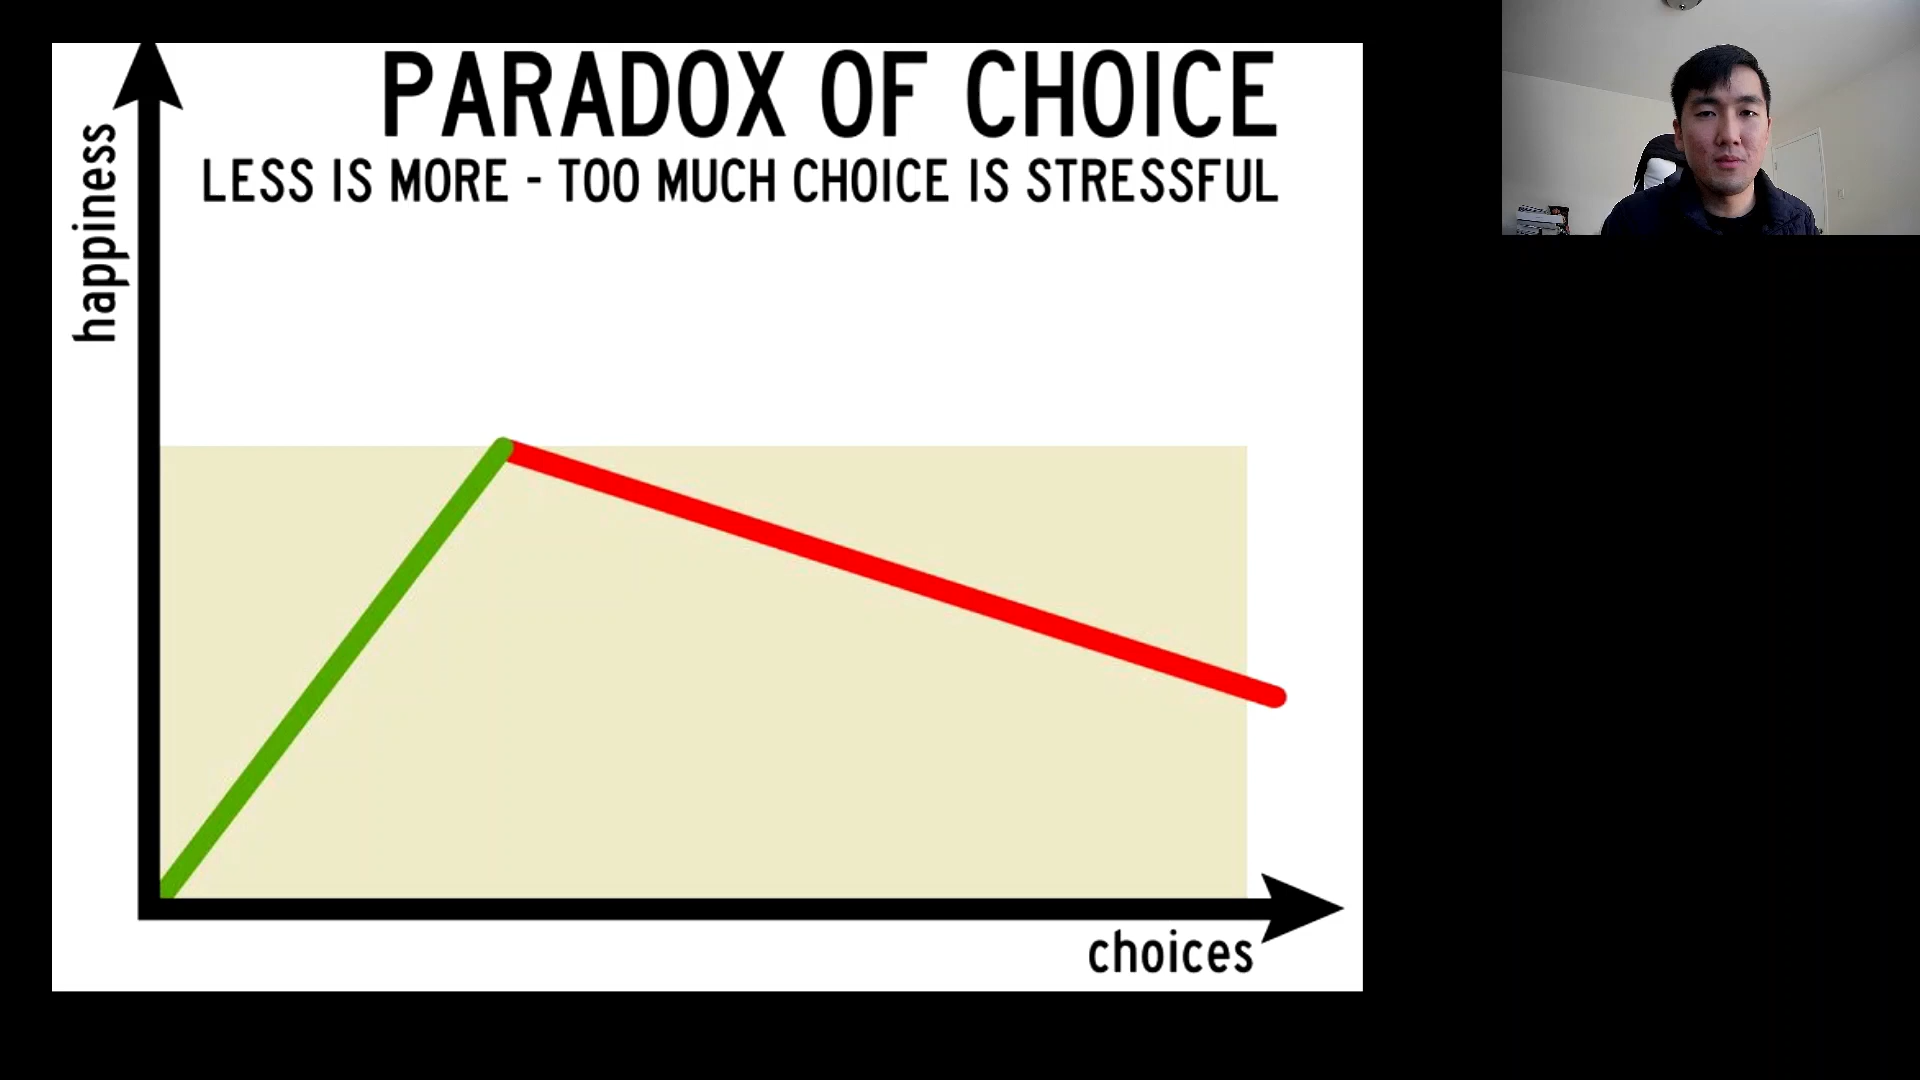 PARADOX OF CHOICE
LESS IS MORE - TOO MUCH CHOICE IS STRESSFUL
happiness
choices